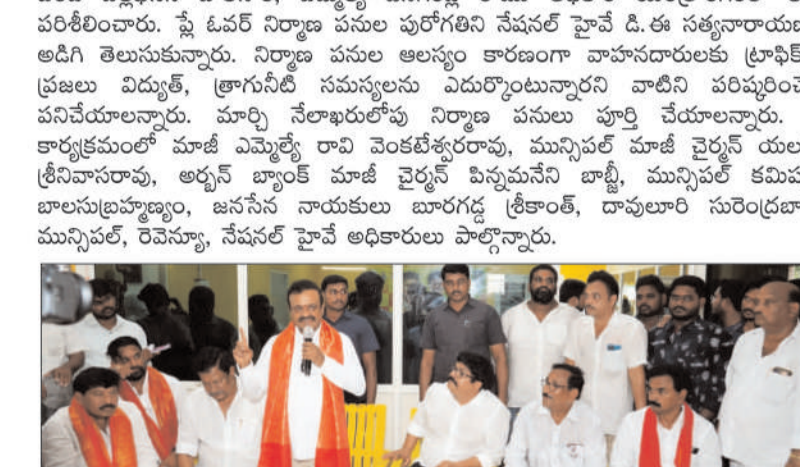 పరిశీలించారు. ప్లే ఓవర్ నిర్మాణ పనుల పురోగతిని నేషనల్ హైవే డి.ఈ సత్యనారాయణ
అడిగి తెలుసుకున్నారు. నిర్మాణ పనుల ఆలస్యం కారణంగా వాహనదారులకు ట్రాఫిక్
ప్రజలు విద్యుత్, త్రాగునీటి సమస్యలను ఎదుర్కొంటున్నారని వాటిని పరిష్కరించే
పనిచేయాలన్నారు. మార్చి నేలాఖరులోపు నిర్మాణ పనులు పూర్తి చేయాలన్నారు.
కార్యక్రమంలో మాజీ ఎమ్మెల్యే రావి వెంకటేశ్వరరావు, మున్సిపల్ మాజీ చైర్మన్ యల
శ్రీనివాసరావు, అర్బన్ బ్యాంక్ మాజీ చైర్మన్ పిన్నమనేని బాబ్జీ, మున్సిపల్ కమిష
బాలసుబ్రహ్మణ్యం, జనసేన నాయకులు బూరగడ్డ శ్రీకాంత్, దావులూరి సురేంద్రబా
మున్సిపల్, రెవెన్యూ, నేషనల్ హైవే అధికారులు పాల్గొన్నారు.